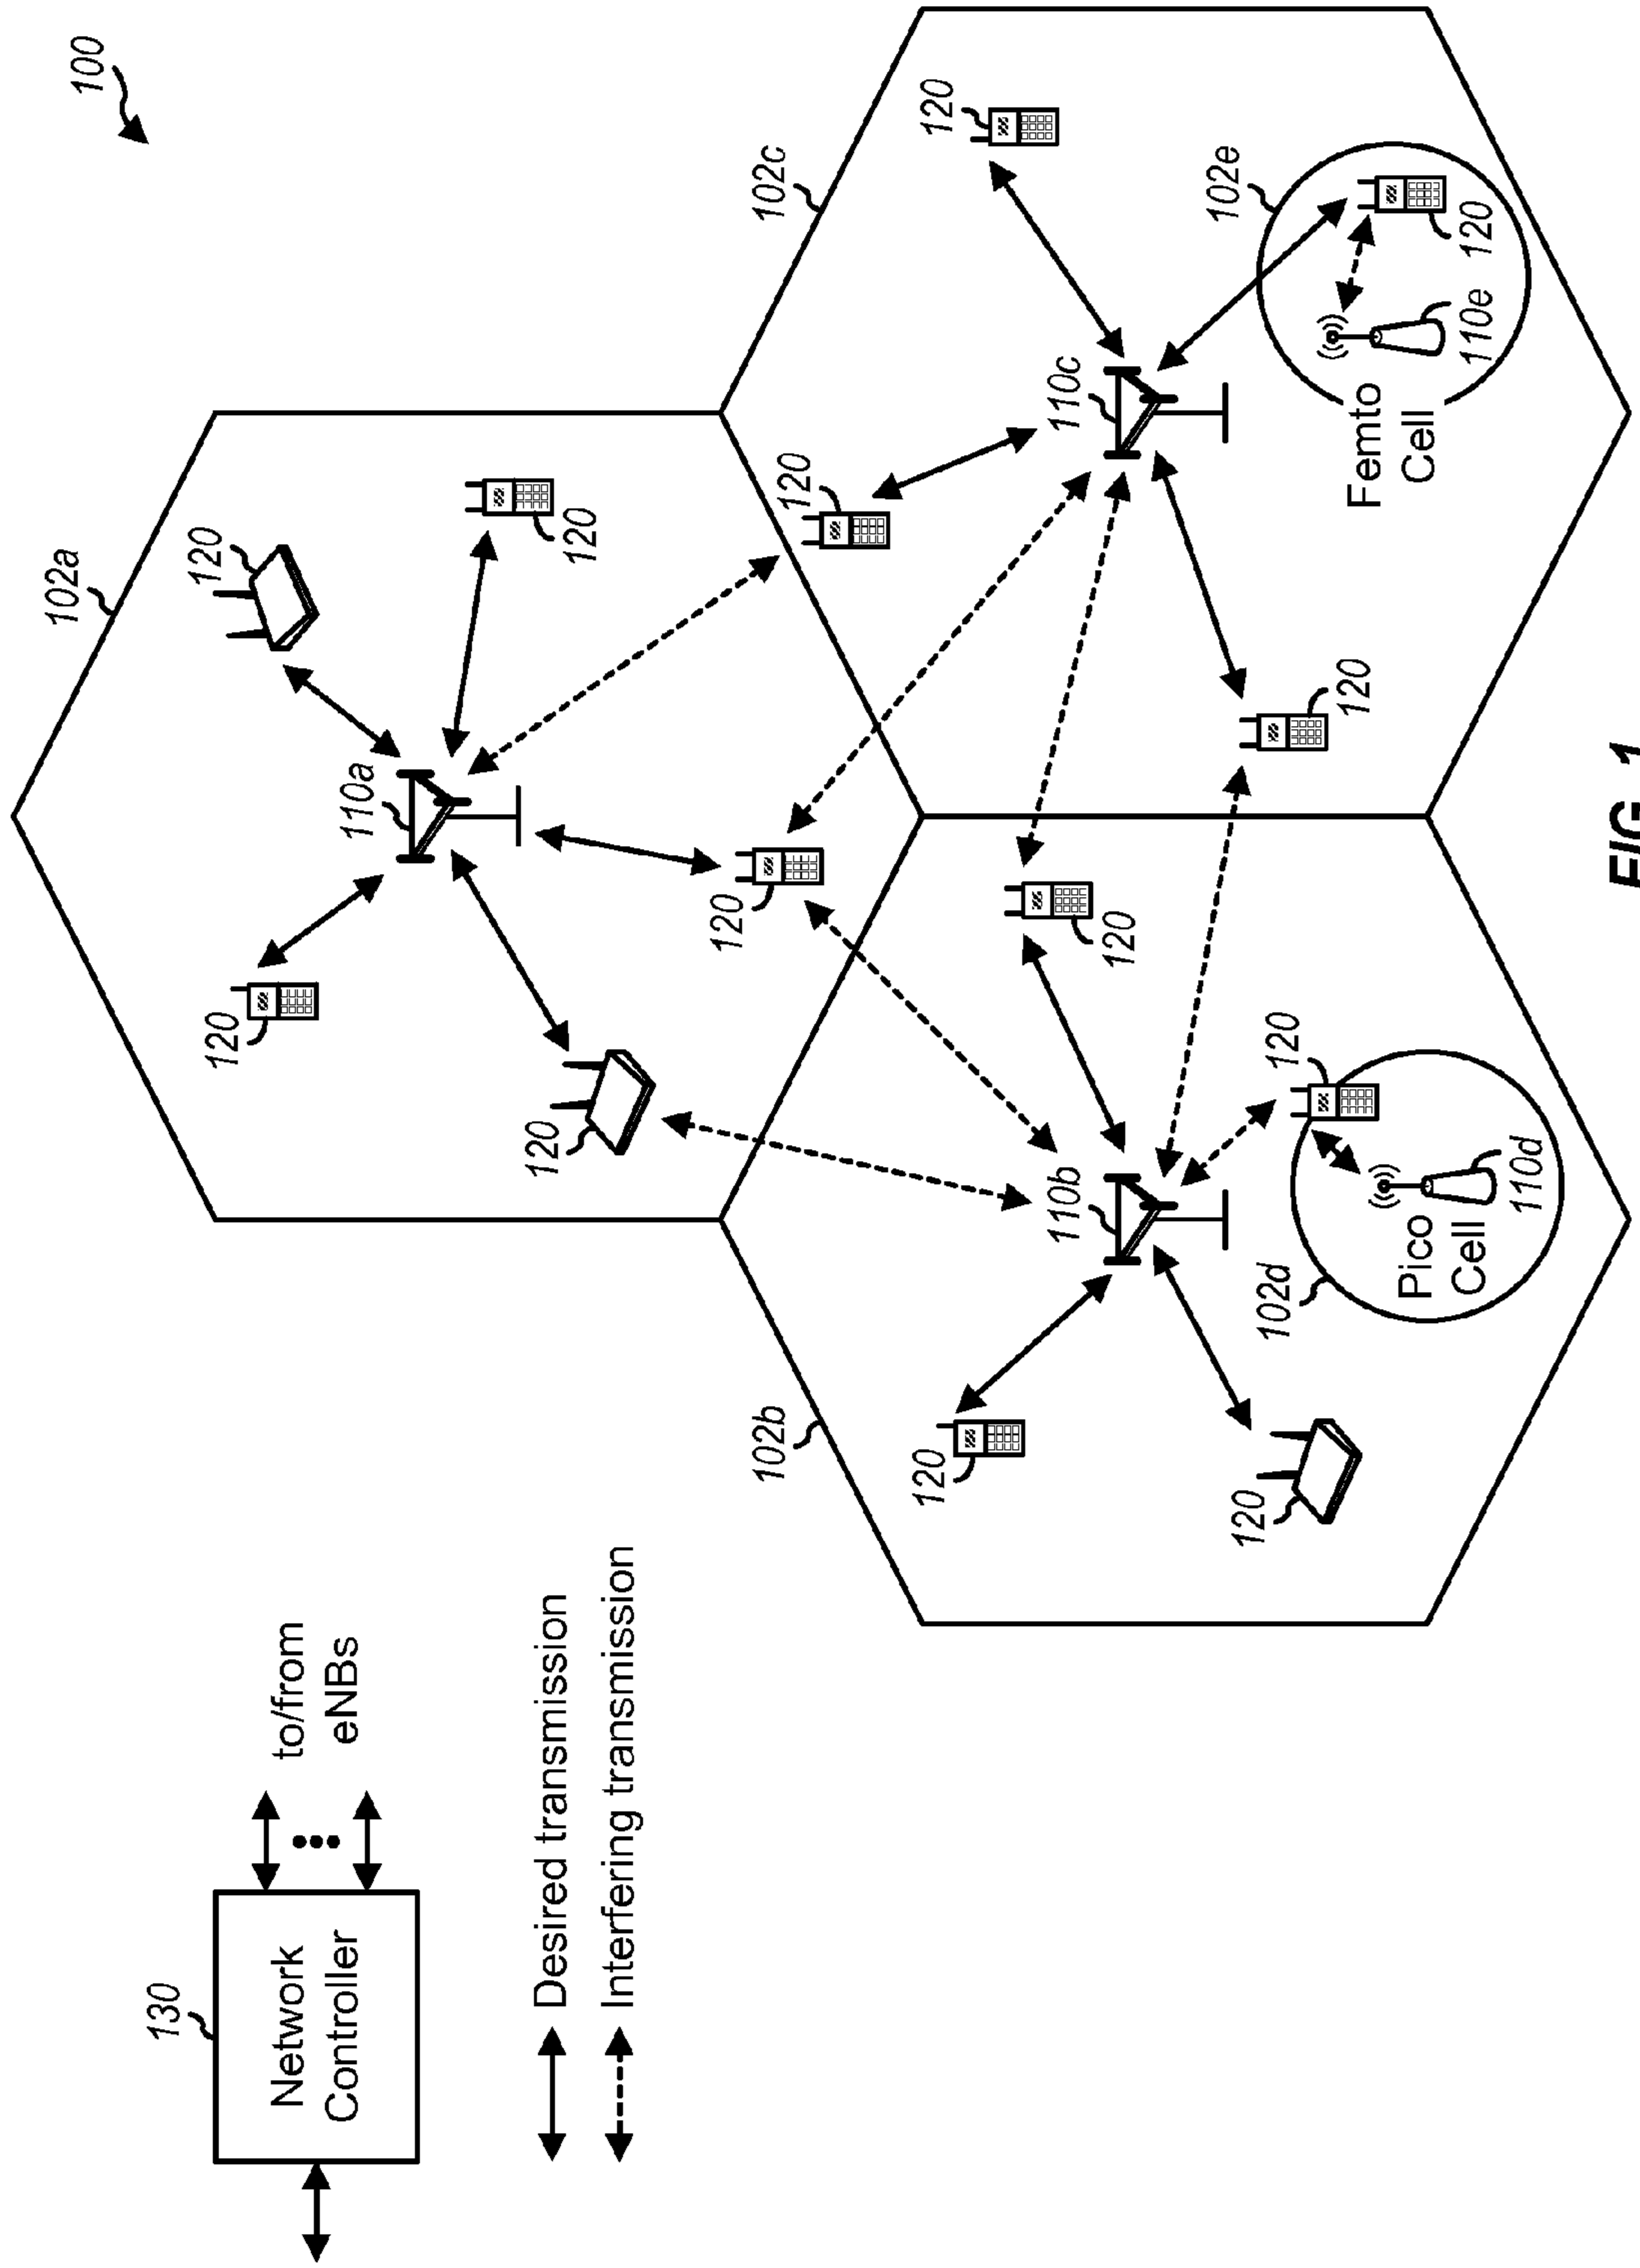 100
130
Network
Controller
to/from
eNBs
Desired transmission
Interfering transmission
102a
120
120
110a
120
120
120
120
102b
102c
120
120
110b
120
120
120
102d
Pico
Cell
110d
110c
120
120
102e
Femto
Cell
110e
120
FIG. 1